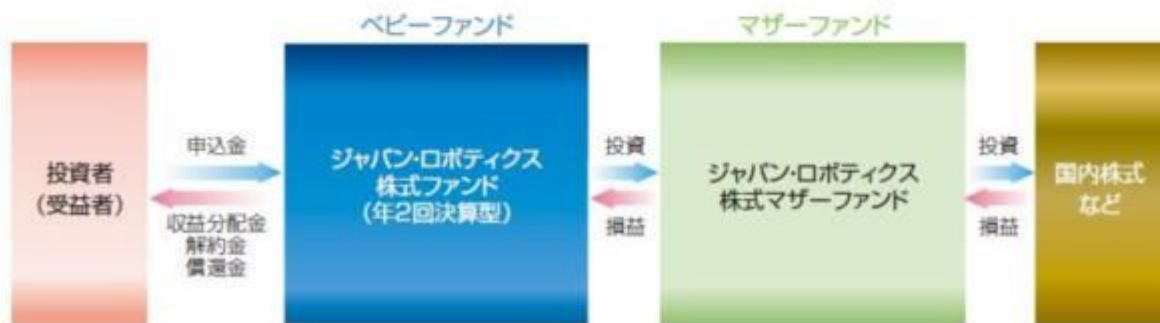 ベビーファンド
マザーファンド
投資者
(受益者)
申込金
収益分配金
解約金
償還金
ジャパン・ロボティクス
株式ファンド
(年2回決算型)
投資
損益
ジャパン・ロボティクス
株式マザーファンド
投資
損益
国内株式
など